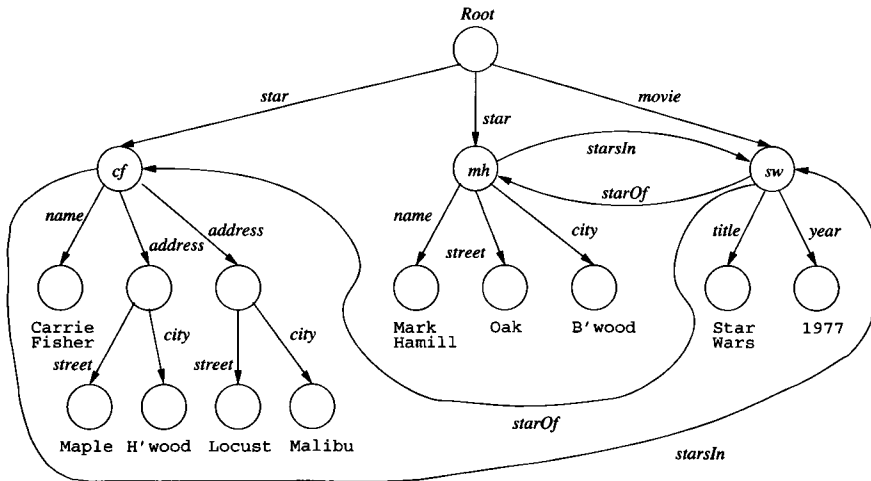 Root
star
star
movie
cf
mh
sw
starsIn
starOf
name
address
address
name
street
city
title
year
Carrie
Fisher
Mark
Hamill
Oak
B'wood
Star
Wars
1977
street
city
street
city
Maple
H'wood
Locust
Malibu
starOf
starsIn